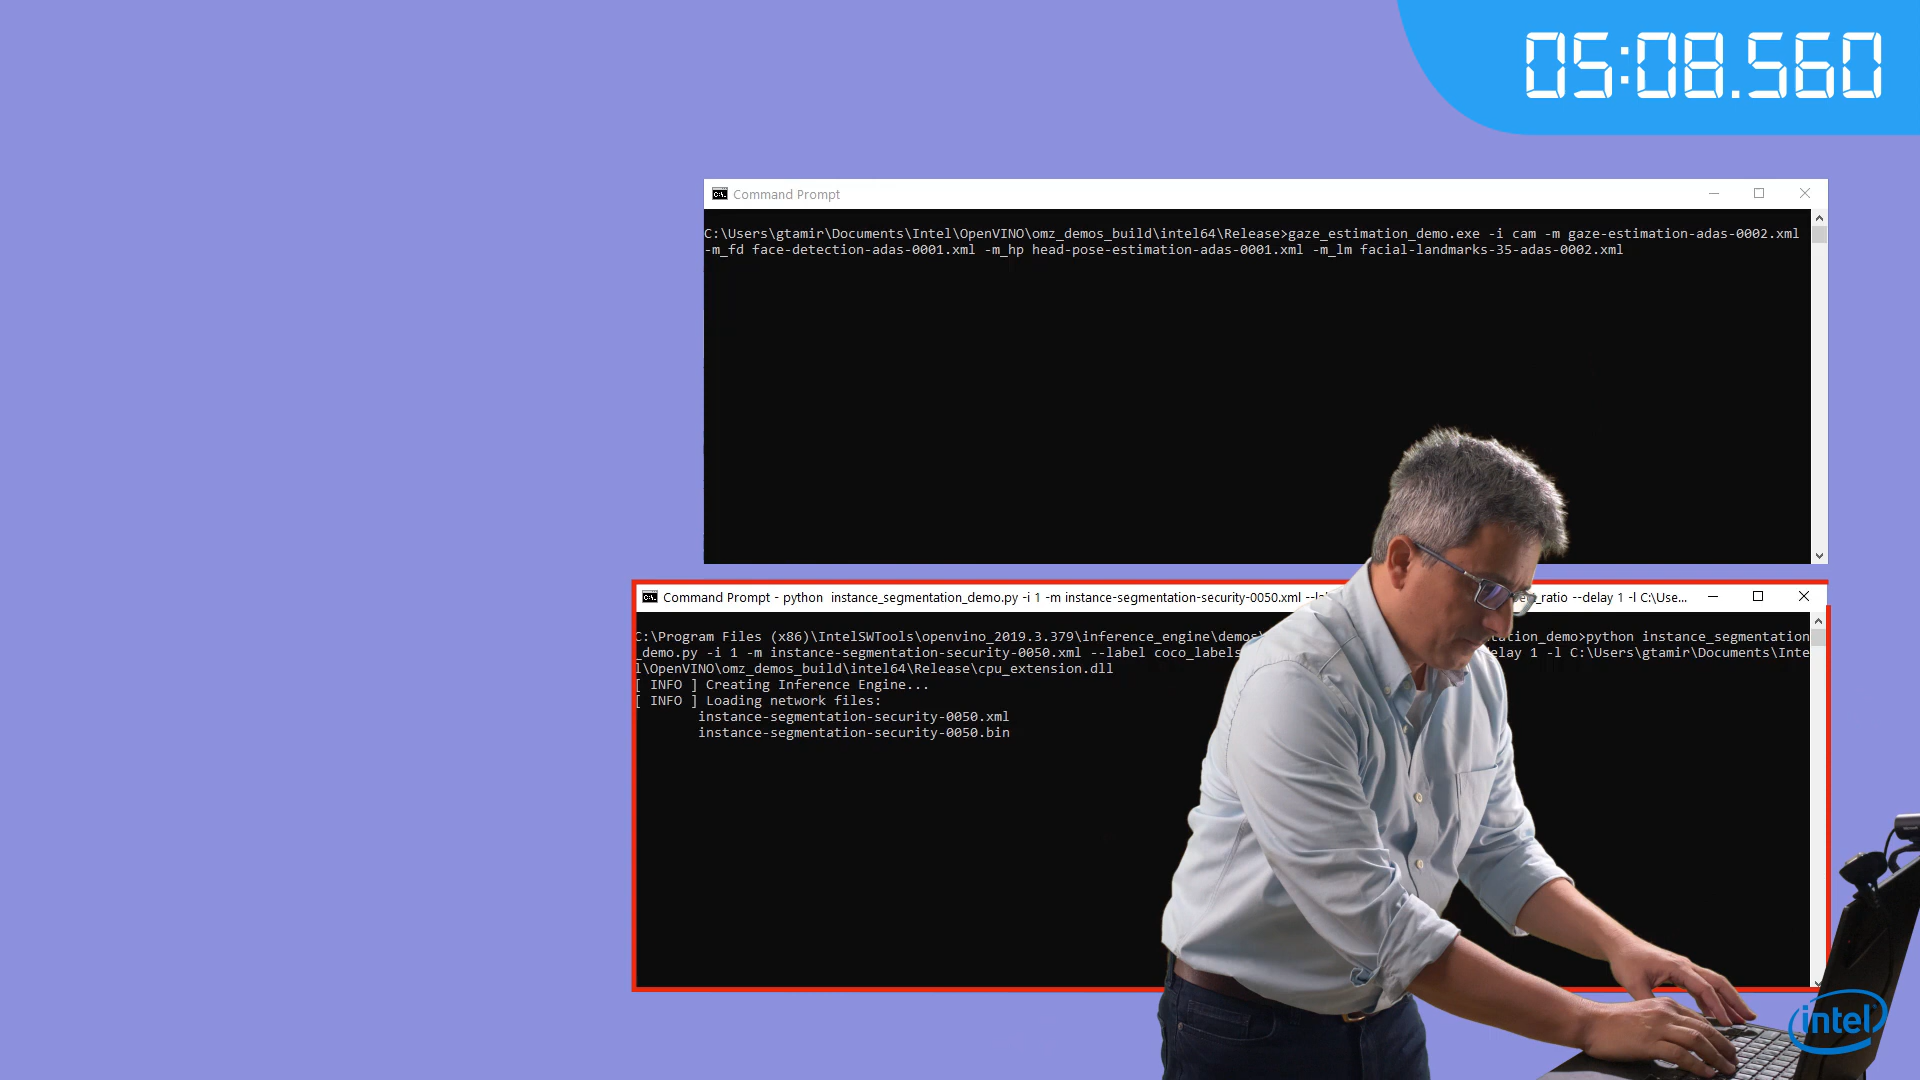 05:08.560
Command Prompt
C:\Users\gtamir\Documents\Intel\OpenVINO\omz_demos_build\intel64\Release>gaze_estimation_demo.exe -i cam -m gaze-estimation-adas-0002.xml
-m_fd face-detection-adas-0001.xml -m_hp head-pose-estimation-adas-0001.xml -m_lm facial-landmarks-35-adas-0002.xml
Command Prompt - python instance_segmentation_demo.py -i 1 -m instance-segmentation-security-0050.xml _ratio --delay 1 -l C:\Use...
C:\Program Files (x86)\IntelSWTools\openvino_2019.3.379\inference_engine\demos _demo>python instance_segmentation
_demo.py -i 1 -m instance-segmentation-security-0050.xml --label coco_labels 1 -l C:\Users\gtamir\Documents\Inte
l\OpenVINO\omz_demos_build\intel64\Release\cpu_extension.dll
[ INFO ] Creating Inference Engine...
[ INFO ] Loading network files:
instance-segmentation-security-0050.xml
instance-segmentation-security-0050.bin
intel